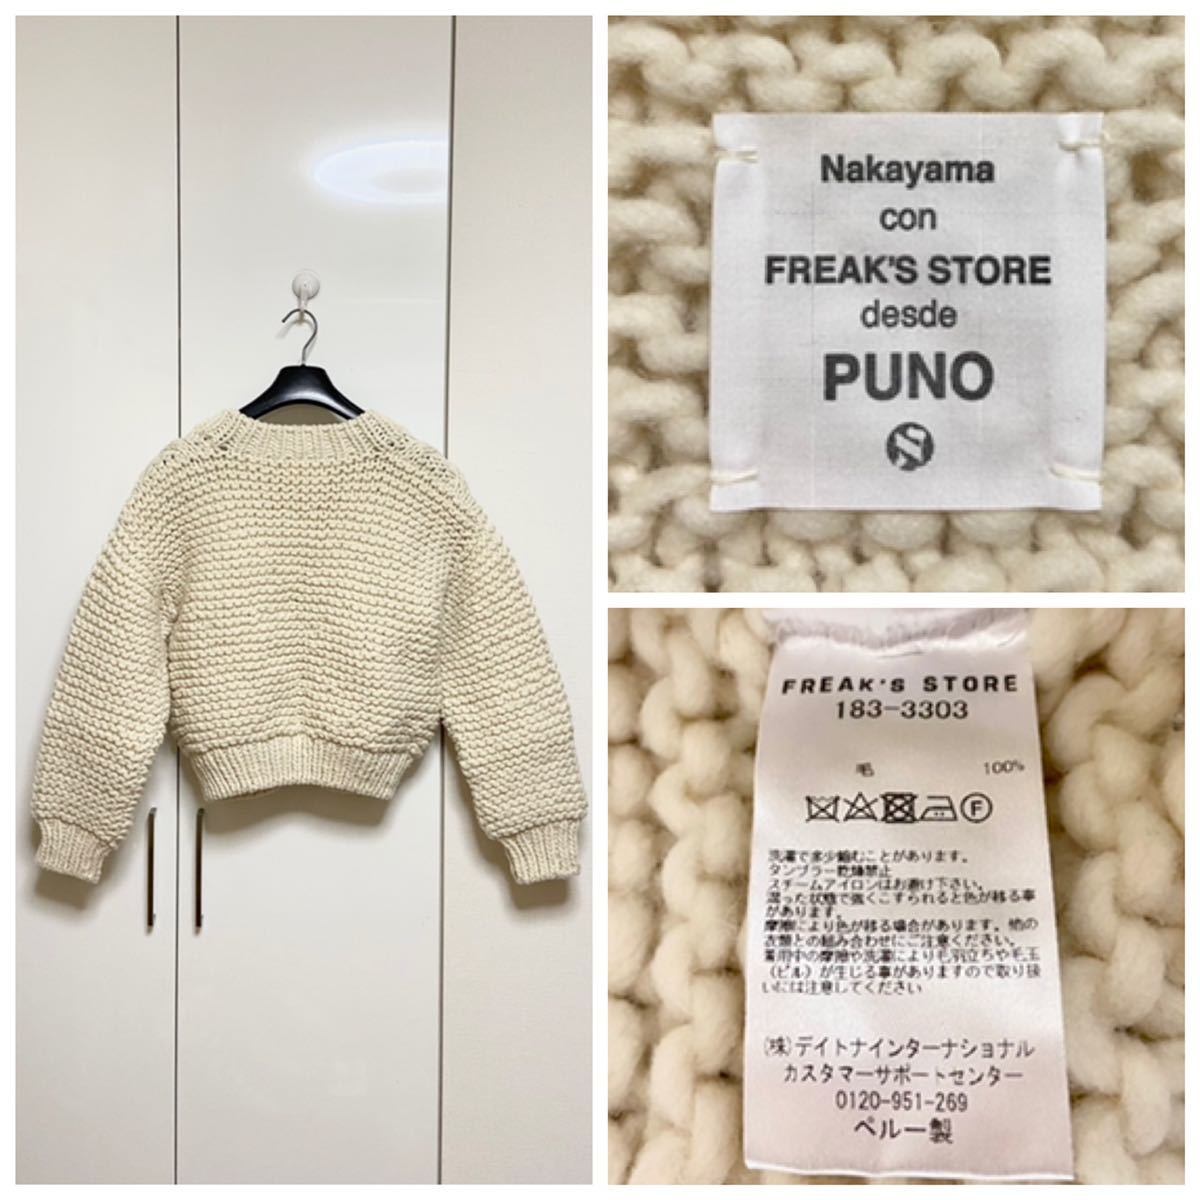 Nakayama
con
FREAK'S STORE
desde
PUNO
FREAK'S STORE
183-3303
毛 100%
F
洗濯で多少縮むことがあります。
タンブラー乾燥禁止
スチームアイロンはお避け下さい。
湿った状態で強くこすられると色が移る事
があります。
摩擦により色が移る場合があります。他の
衣類との組み合わせにご注意ください。
着用中の摩擦や洗濯により毛羽立ちや毛玉
(ピル)が生じる事がありますので取り扱
いには注意してください
(株)デイトナインターナショナル
カスタマーサポートセンター
0120-951-269
ペルー製